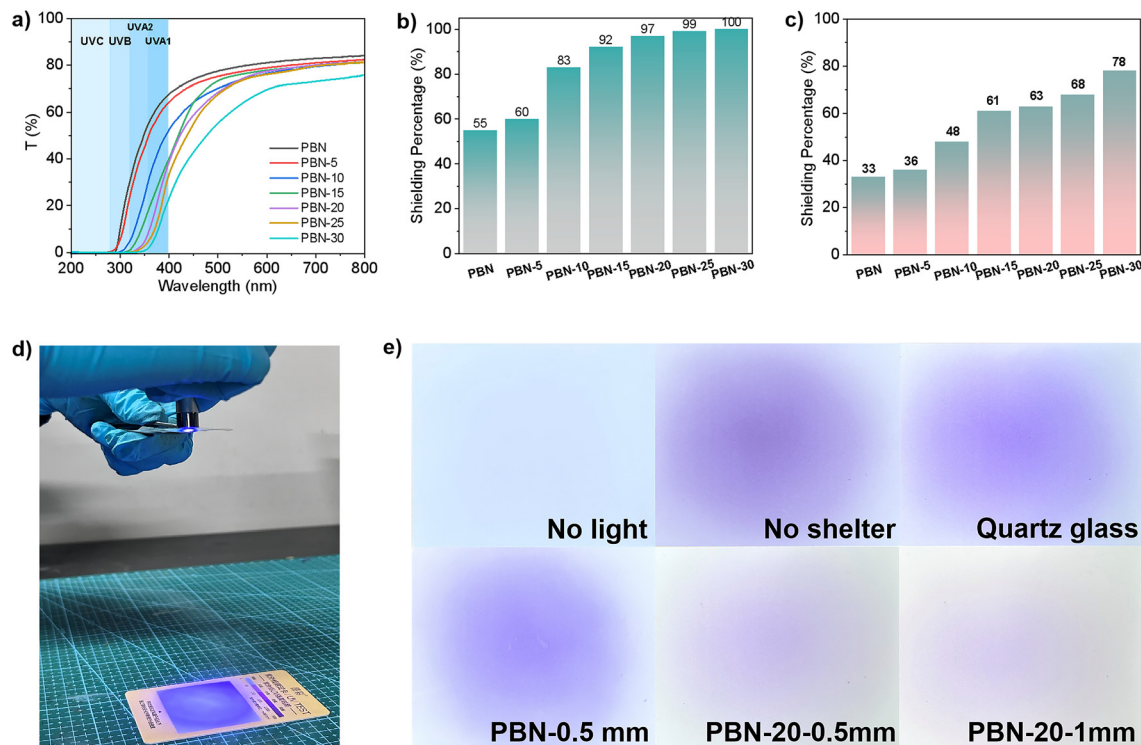 a)
100
80
60
40
20
0
T (%)
UVC
UVB
UVA2
UVA1
PBN
PBN-5
PBN-10
PBN-15
PBN-20
PBN-25
PBN-30
200 300 400 500 600 700 800
Wavelength (nm)
b)
100
80
60
40
20
0
Shielding Percentage (%)
55 60 83 92 97 99 100
PBN PBN-5 PBN-10 PBN-15 PBN-20 PBN-25 PBN-30
c)
100
80
60
40
20
0
Shielding Percentage (%)
33 36 48 61 63 68 78
PBN PBN-5 PBN-10 PBN-15 PBN-20 PBN-25 PBN-30
d)
TEST
e)
No light
No shelter
Quartz glass
PBN-0.5 mm
PBN-20-0.5mm
PBN-20-1mm